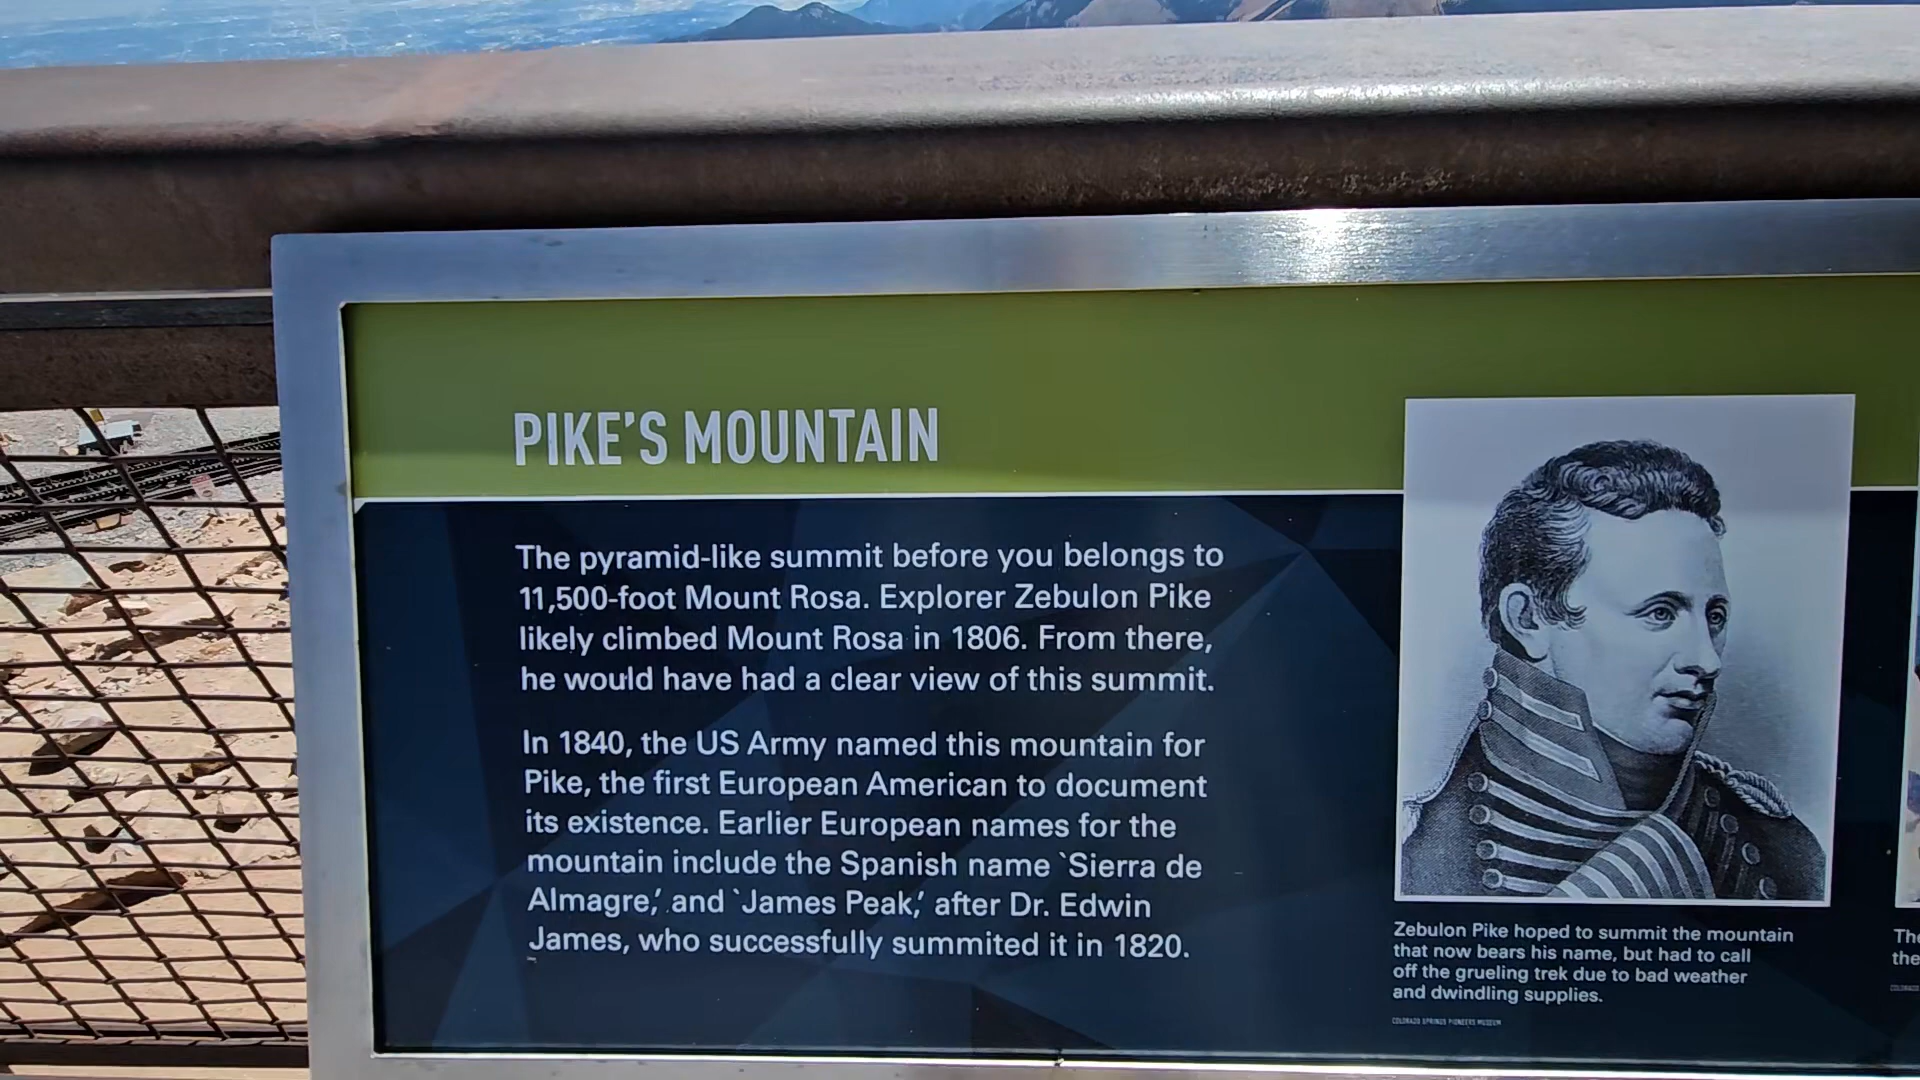 PIKE'S MOUNTAIN
The pyramid-like summit before you belongs to
11,500-foot Mount Rosa. Explorer Zebulon Pike
likely climbed Mount Rosa in 1806. From there,
he would have had a clear view of this summit.
In 1840, the US Army named this mountain for
Pike, the first European American to document
its existence. Earlier European names for the
mountain include the Spanish name `Sierra de
Almagre,' and `James Peak,' after Dr. Edwin
James, who successfully summited it in 1820.
Zebulon Pike hoped to summit the mountain
that now bears his name, but had to call
off the grueling trek due to bad weather
and dwindling supplies.
COLORADO SPRINGS PIONEERS MUSEUM